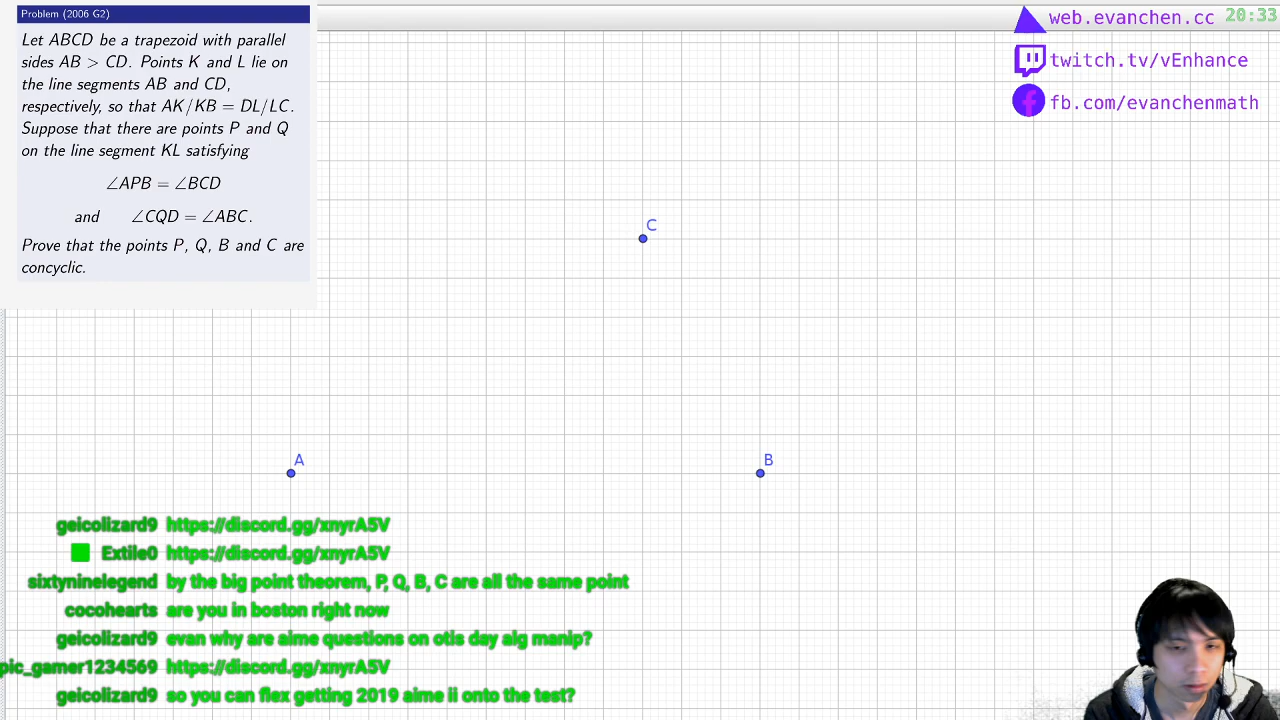 Problem (2006 G2)
Let ABCD be a trapezoid with parallel
sides AB > CD. Points K and L lie on
the line segments AB and CD,
respectively, so that AK/KB = DL/LC.
Suppose that there are points P and Q
on the line segment KL satisfying
∠APB = ∠BCD
and ∠CQD = ∠ABC.
Prove that the points P, Q, B and C are
concyclic.
web.evanchen.cc 20:33
twitch.tv/vEnhance
fb.com/evanchenmath
C
A
B
geicolizard9 https://discord.gg/xnyrA5V
Extile0 https://discord.gg/xnyrA5V
sixtyninelegend by the big point theorem, P, Q, B, C are all the same point
cocohearts are you in boston right now
geicolizard9 evan why are aime questions on otis day alg manip?
pic_gamer1234569 https://discord.gg/xnyrA5V
geicolizard9 so you can flex getting 2019 aime ii onto the test?